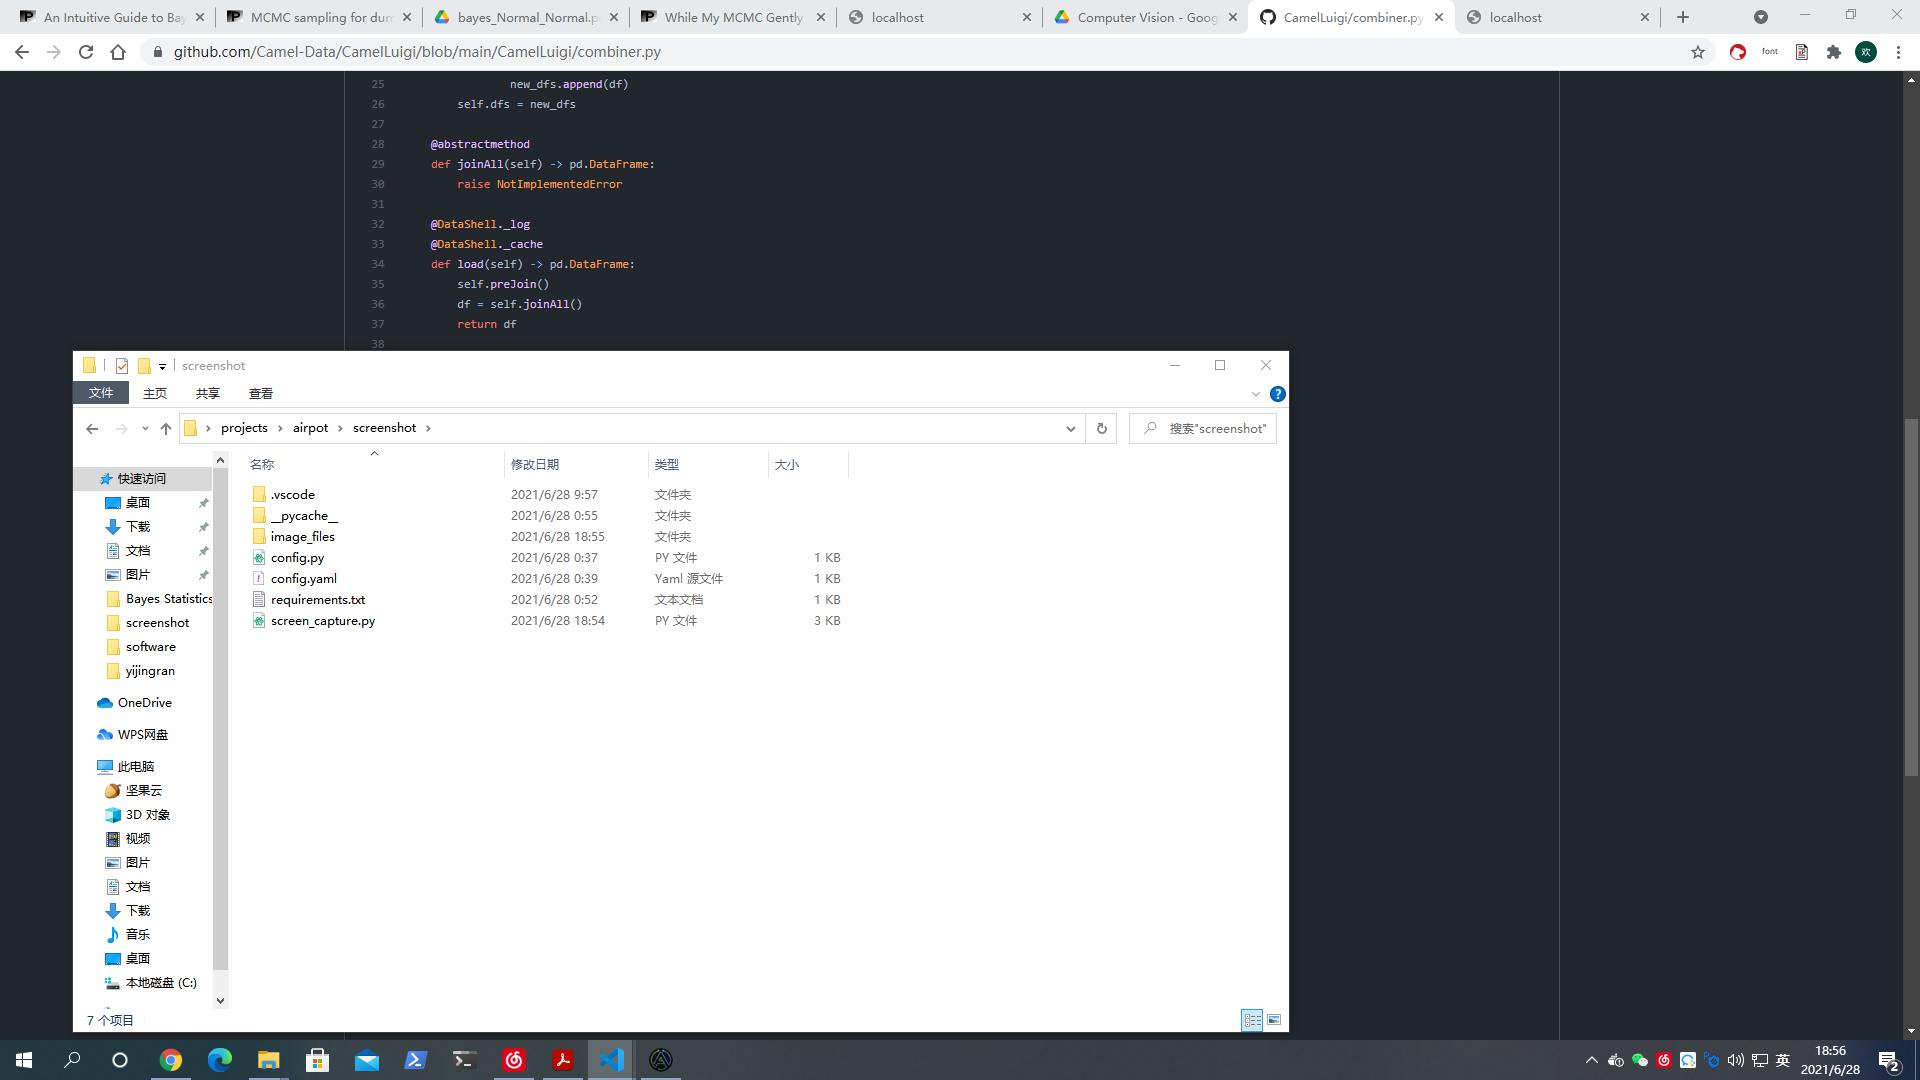 An Intuitive Guide to Bay
MCMC sampling for dum
bayes_Normal_Normal.p
While My MCMC Gently
localhost
Computer Vision - Goog
CamelLuigi/combiner.py
localhost
github.com/Camel-Data/CamelLuigi/blob/main/CamelLuigi/combiner.py
font
欢
25 new_dfs.append(df)
26 self.dfs = new_dfs
27
28 @abstractmethod
29 def joinAll(self) -> pd.DataFrame:
30 raise NotImplementedError
31
32 @DataShell._log
33 @DataShell._cache
34 def load(self) -> pd.DataFrame:
35 self.preJoin()
36 df = self.joinAll()
37 return df
38
screenshot
文件 主页 共享 查看
projects › airpot › screenshot ›
搜索"screenshot"
名称 修改日期 类型 大小
.vscode 2021/6/28 9:57 文件夹
__pycache__ 2021/6/28 0:55 文件夹
image_files 2021/6/28 18:55 文件夹
config.py 2021/6/28 0:37 PY 文件 1 KB
config.yaml 2021/6/28 0:39 Yaml 源文件 1 KB
requirements.txt 2021/6/28 0:52 文本文档 1 KB
screen_capture.py 2021/6/28 18:54 PY 文件 3 KB
快速访问
桌面
下载
文档
图片
Bayes Statistics
screenshot
software
yijingran
OneDrive
WPS网盘
此电脑
坚果云
3D 对象
视频
图片
文档
下载
音乐
桌面
本地磁盘 (C:)
7 个项目
英
18:56
2021/6/28
2